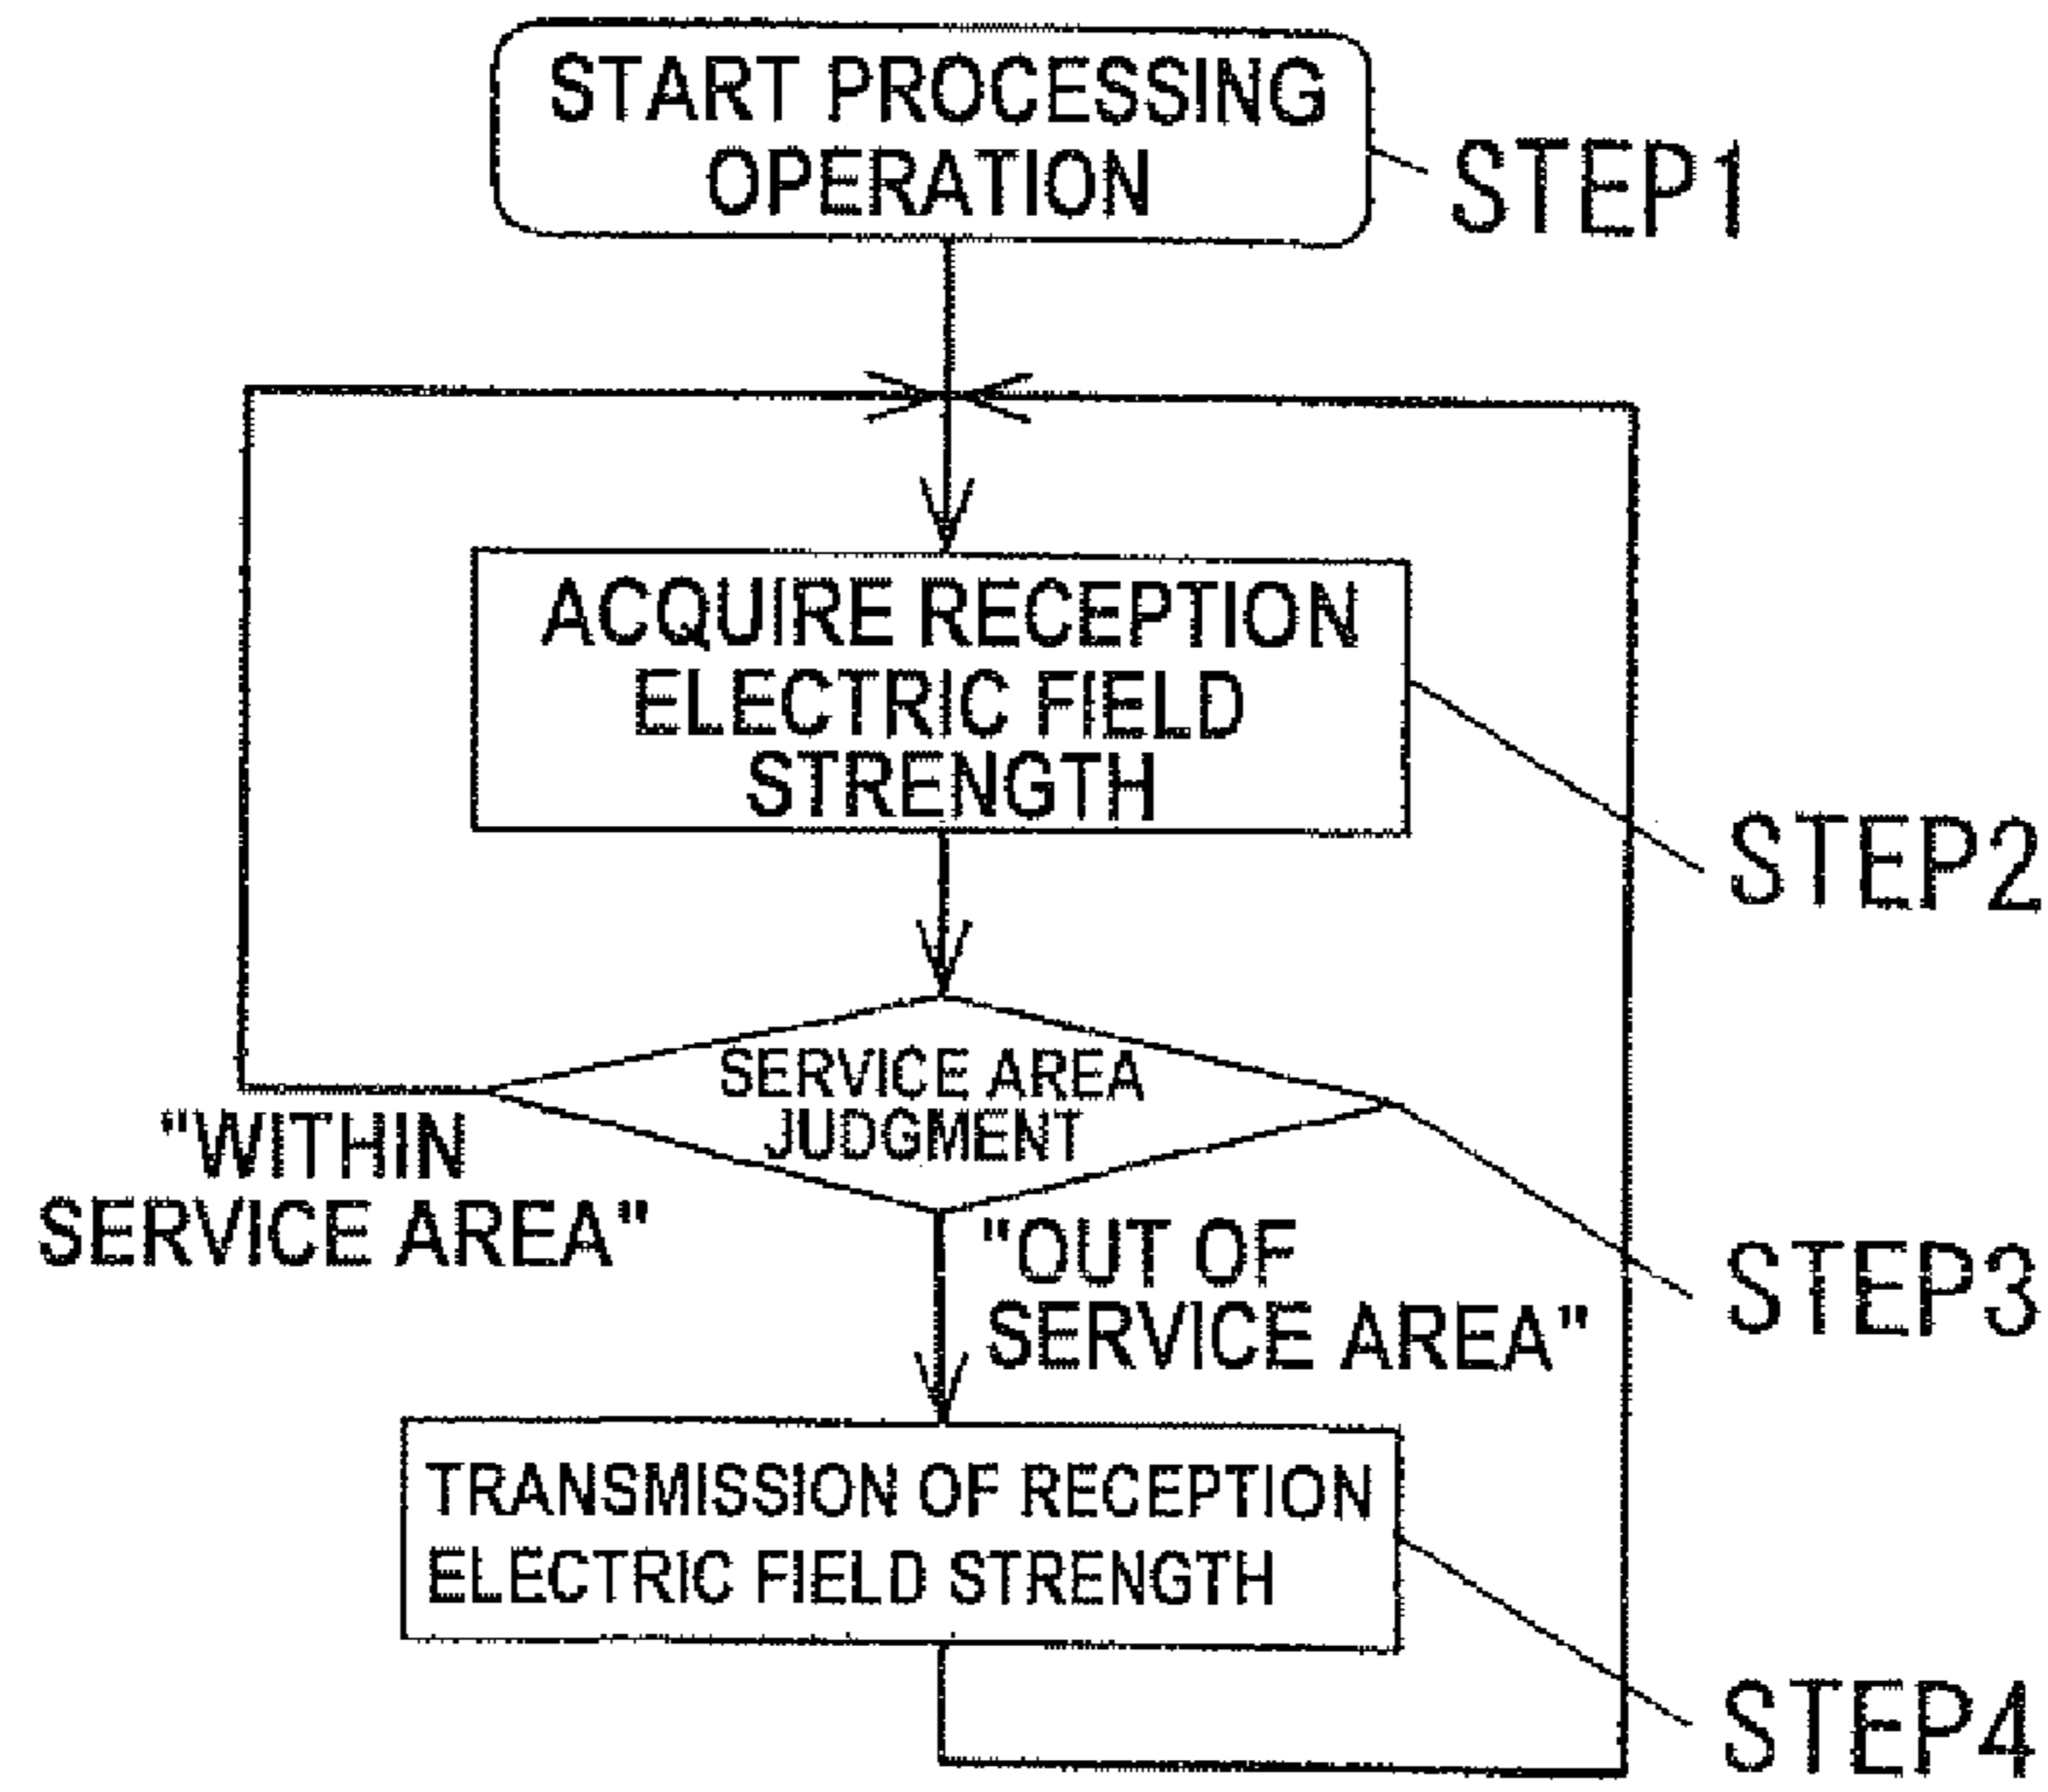 START PROCESSING
OPERATION
STEP1
ACQUIRE RECEPTION
ELECTRIC FIELD
STRENGTH
STEP2
SERVICE AREA
JUDGMENT
"WITHIN
SERVICE AREA"
"OUT OF
SERVICE AREA"
STEP3
TRANSMISSION OF RECEPTION
ELECTRIC FIELD STRENGTH
STEP4